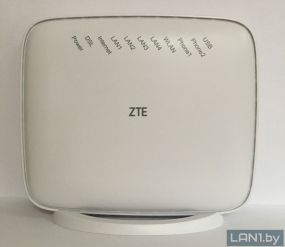 Power DSL Internet LAN1 LAN2 LAN3 LAN4 WLAN Phone1 Phone2 USB
ZTE
LAN1.by